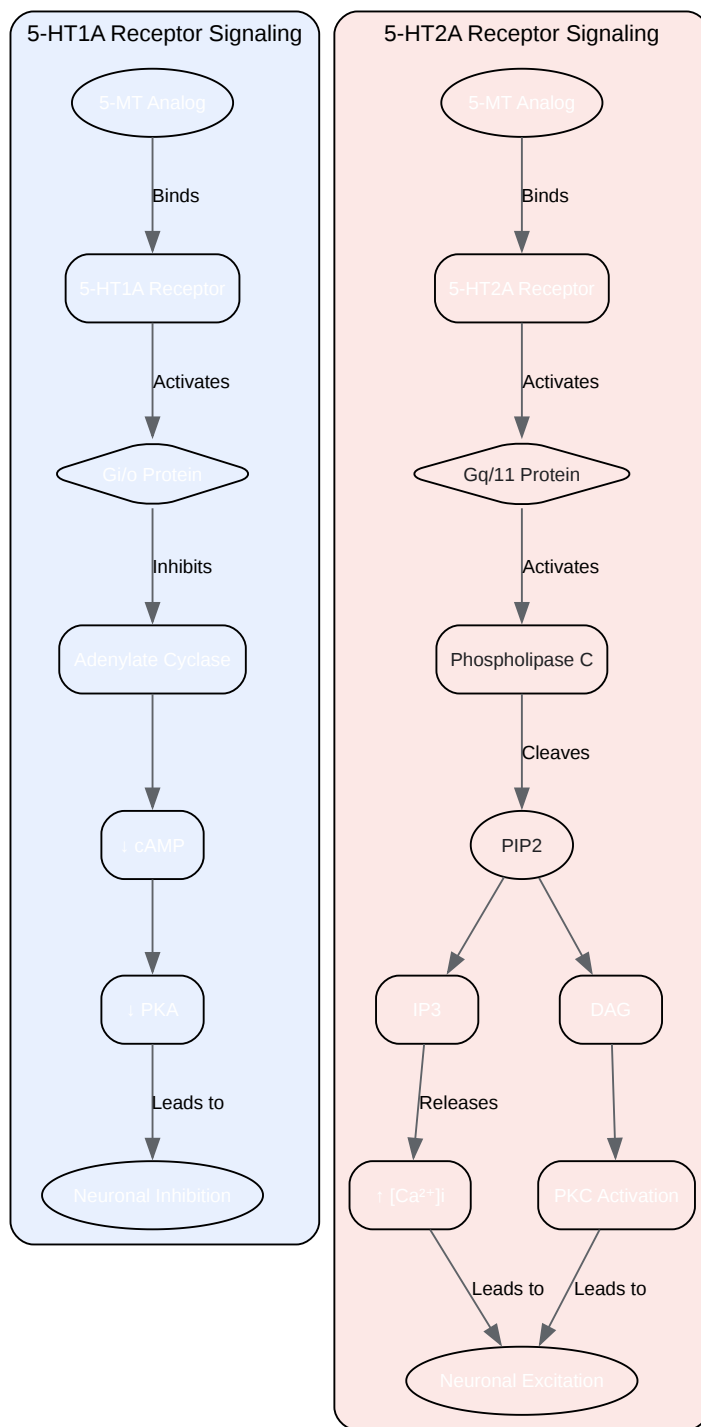 5-HT1A Receptor Signaling
5-MT Analog
Binds
5-HT1A Receptor
Activates
Gi/o Protein
Inhibits
Adenylate Cyclase
↓ cAMP
↓ PKA
Leads to
Neuronal Inhibition
5-HT2A Receptor Signaling
5-MT Analog
Binds
5-HT2A Receptor
Activates
Gq/11 Protein
Activates
Phospholipase C
Cleaves
PIP2
IP3
DAG
Releases
↑ [Ca²⁺]i
PKC Activation
Leads to
Leads to
Neuronal Excitation